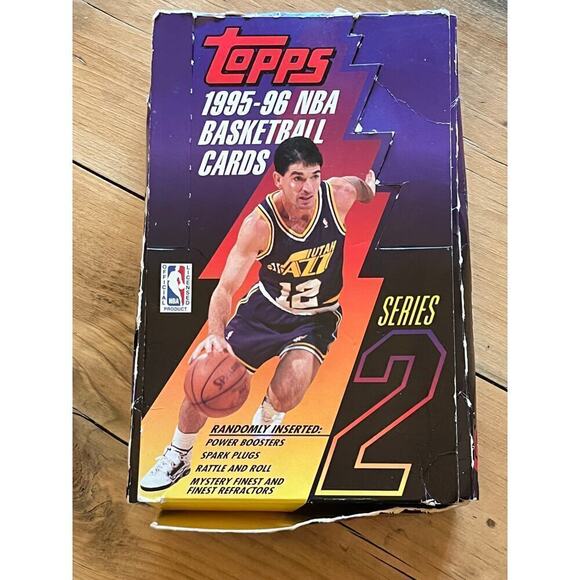 TOPPS
1995-96 NBA
BASKETBALL
CARDS
UTAH
JAZZ
12
OFFICIAL
LICENSED
NBA
PRODUCT
SERIES
2
RANDOMLY INSERTED:
POWER BOOSTERS
SPARK PLUGS
RATTLE AND ROLL
MYSTERY FINEST AND
FINEST REFRACTORS